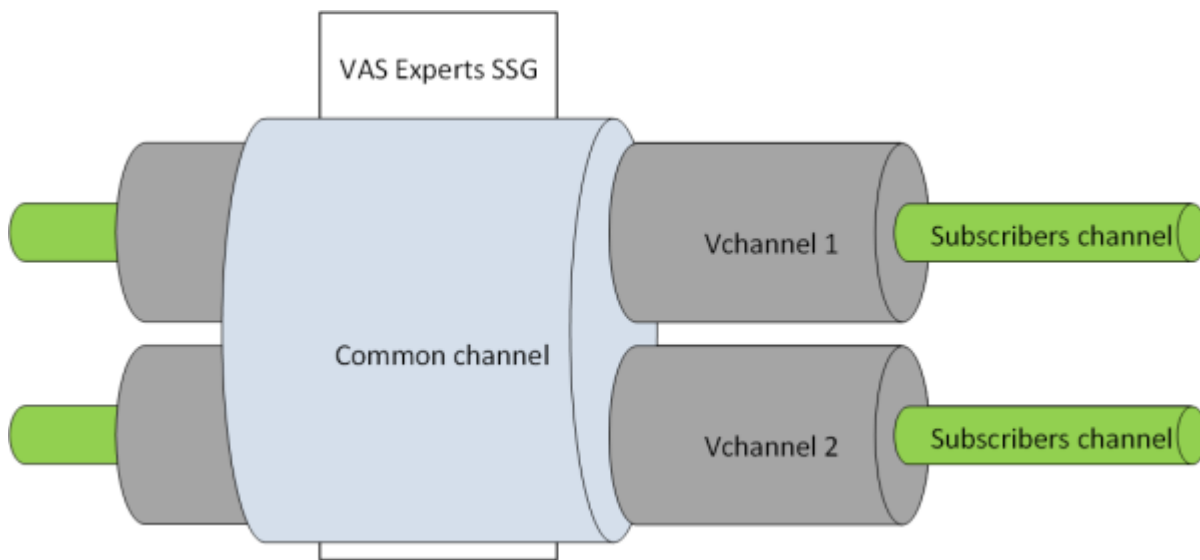 VAS Experts SSG
Vchannel 1
Subscribers channel
Common channel
Vchannel 2
Subscribers channel